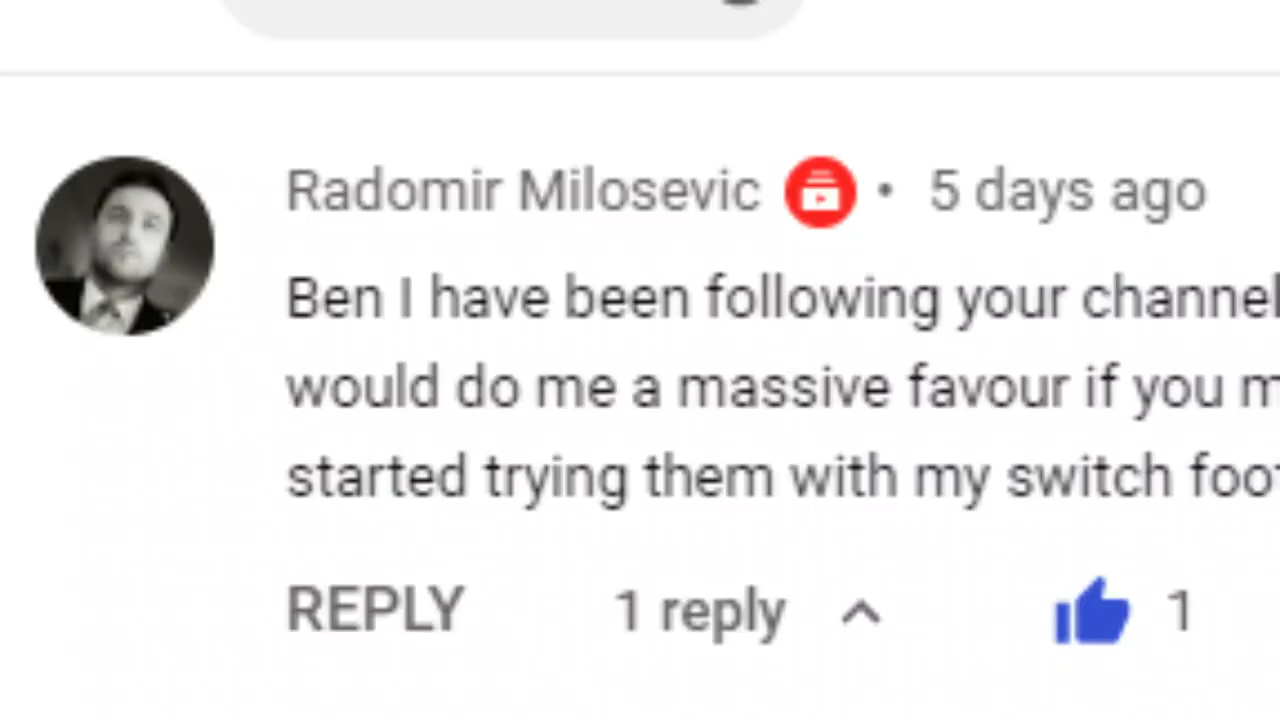 Radomir Milosevic • 5 days ago
Ben I have been following your channel
would do me a massive favour if you
started trying them with my switch
REPLY 1 reply 1